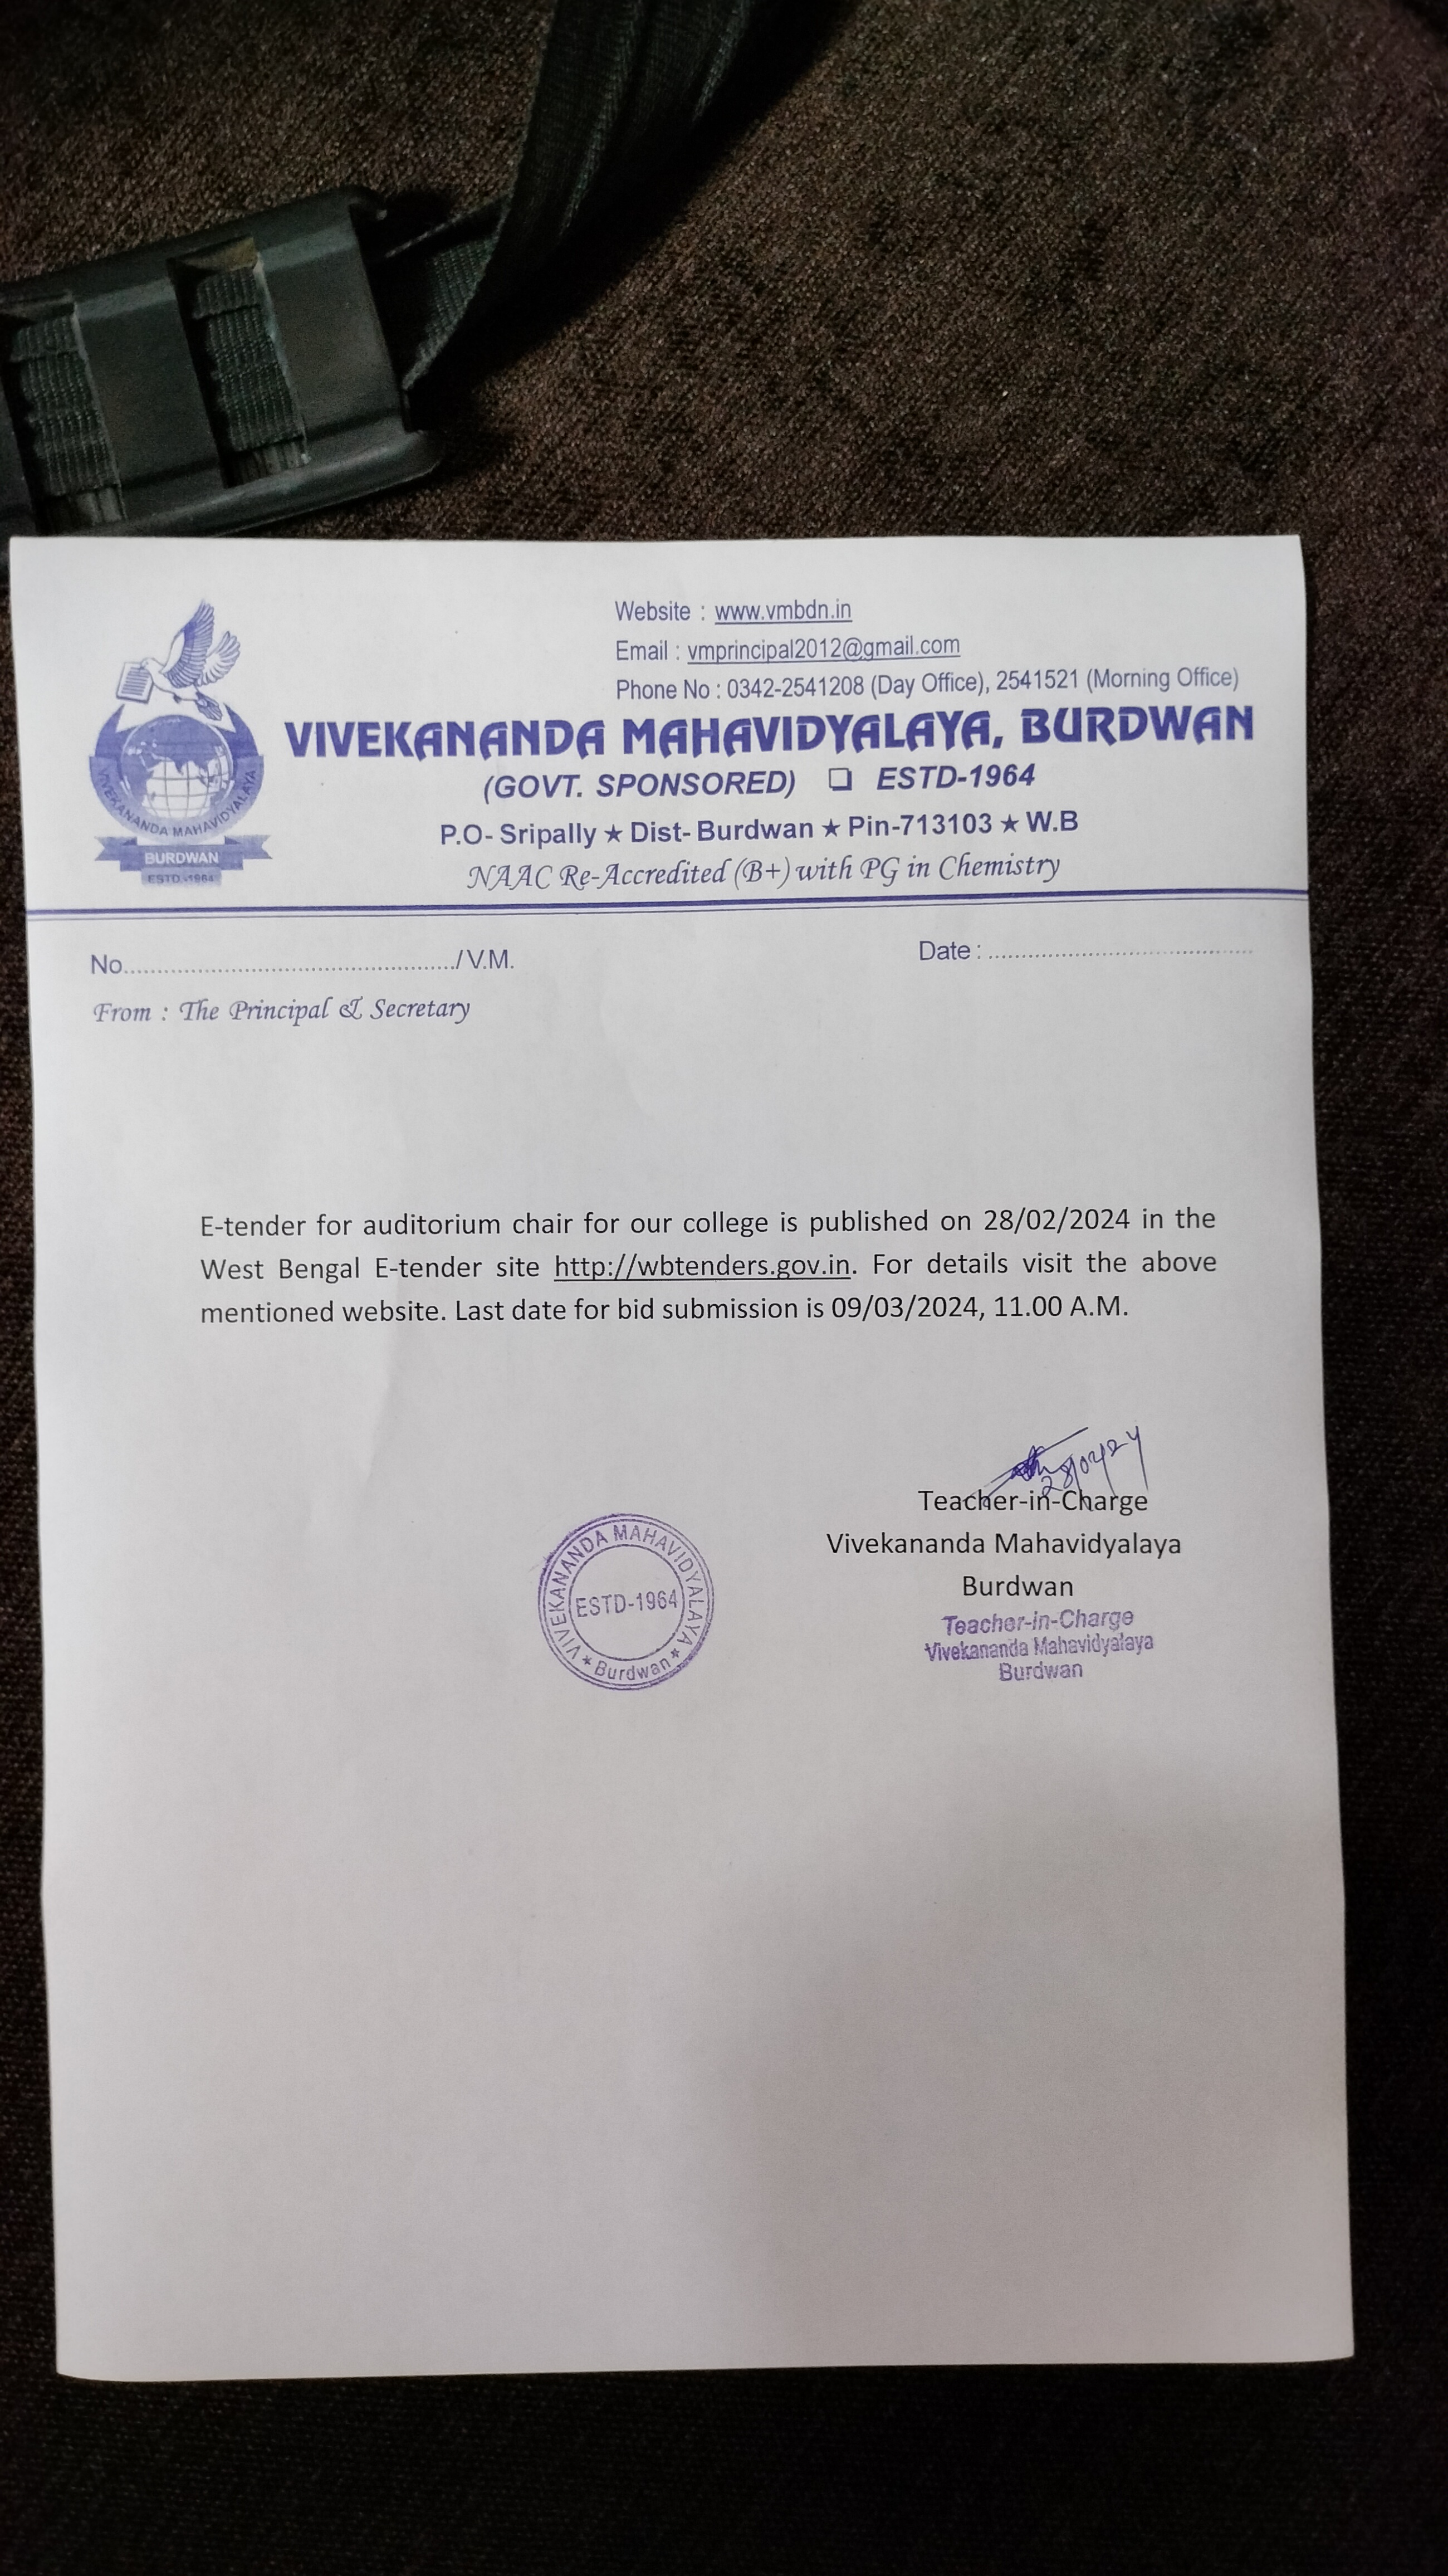 Website : www.vmbdn.in
Email : vmprincipal2012@gmail.com
Phone No : 0342-2541208 (Day Office), 2541521 (Morning Office)
VIVEKANANDA MAHAVIDYALAYA, BURDWAN
(GOVT. SPONSORED) ❑ ESTD-1964
P.O- Sripally ★ Dist- Burdwan ★ Pin-713103 ★ W.B
NAAC Re-Accredited (B+) with PG in Chemistry
VIVEKANANDA MAHAVIDYALAYA
BURDWAN
ESTD.-1964
No................................................../V.M.
Date : ........................................
From : The Principal & Secretary
E-tender for auditorium chair for our college is published on 28/02/2024 in the
West Bengal E-tender site http://wbtenders.gov.in. For details visit the above
mentioned website. Last date for bid submission is 09/03/2024, 11.00 A.M.
28/02/24
Teacher-in-Charge
Vivekananda Mahavidyalaya
Burdwan
Teacher-in-Charge
Vivekananda Mahavidyalaya
Burdwan
VIVEKANANDA MAHAVIDYALAYA
ESTD-1964
★ Burdwan ★